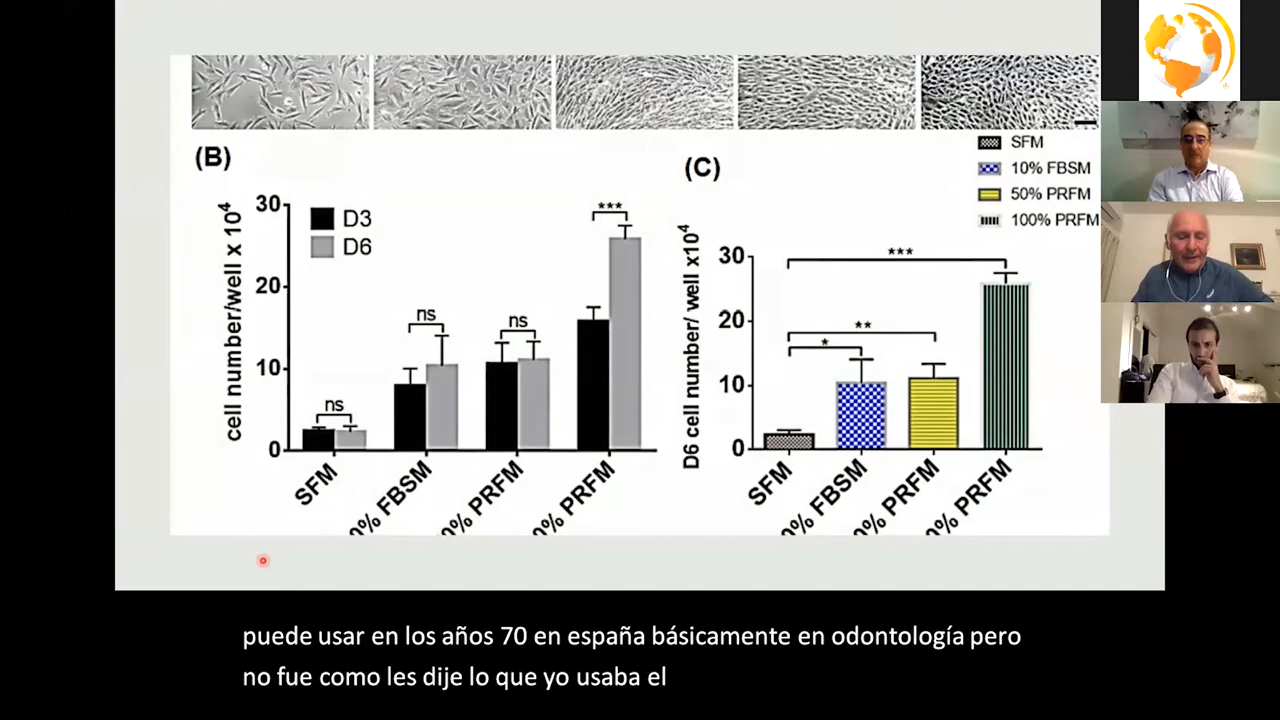 (B)
cell number/well x 10⁴
30
20
10
0
D3
D6
ns
ns
ns
***
SFM
0% FBSM
0% PRFM
0% PRFM
(C)
SFM
10% FBSM
50% PRFM
100% PRFM
D6 cell number/ well x10⁴
30
20
10
0
*
**
***
SFM
0% FBSM
0% PRFM
0% PRFM
puede usar en los años 70 en españa básicamente en odontología pero
no fue como les dije lo que yo usaba el